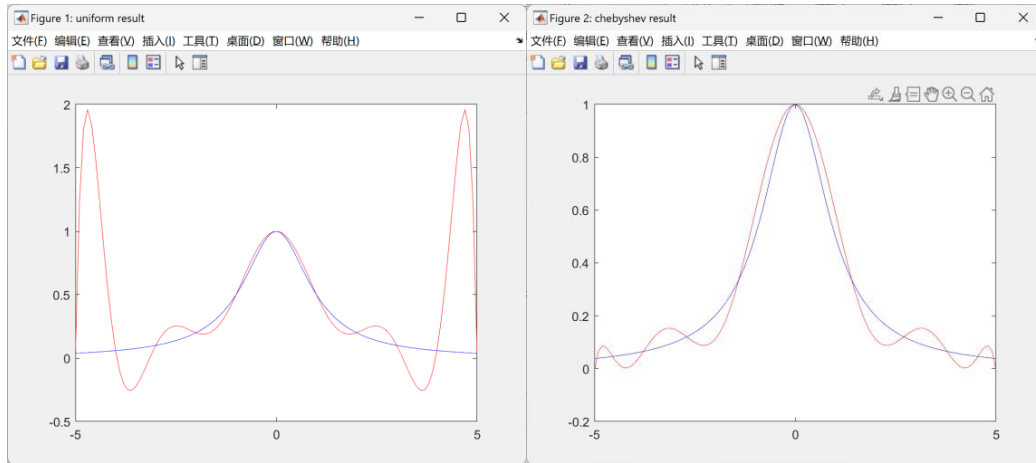 Figure 1: uniform result
文件(F) 编辑(E) 查看(V) 插入(I) 工具(T) 桌面(D) 窗口(W) 帮助(H)
2
1.5
1
0.5
0
-0.5
-5 0 5
Figure 2: chebyshev result
文件(F) 编辑(E) 查看(V) 插入(I) 工具(T) 桌面(D) 窗口(W) 帮助(H)
1
0.8
0.6
0.4
0.2
0
-0.2
-5 0 5